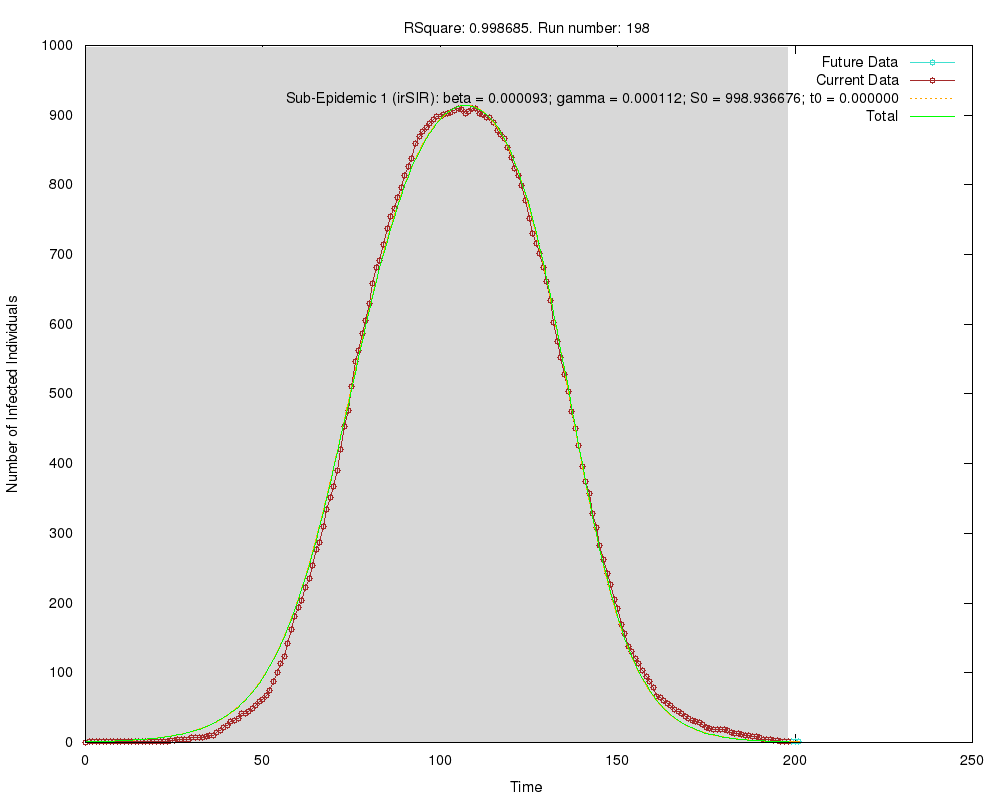 RSquare: 0.998685. Run number: 198
1000
900
800
700
600
500
400
300
200
100
0
Number of Infected Individuals
Future Data
Current Data
Sub-Epidemic 1 (irSIR): beta = 0.000093; gamma = 0.000112; S0 = 998.936676; t0 = 0.000000
Total
0 50 100 150 200 250
Time